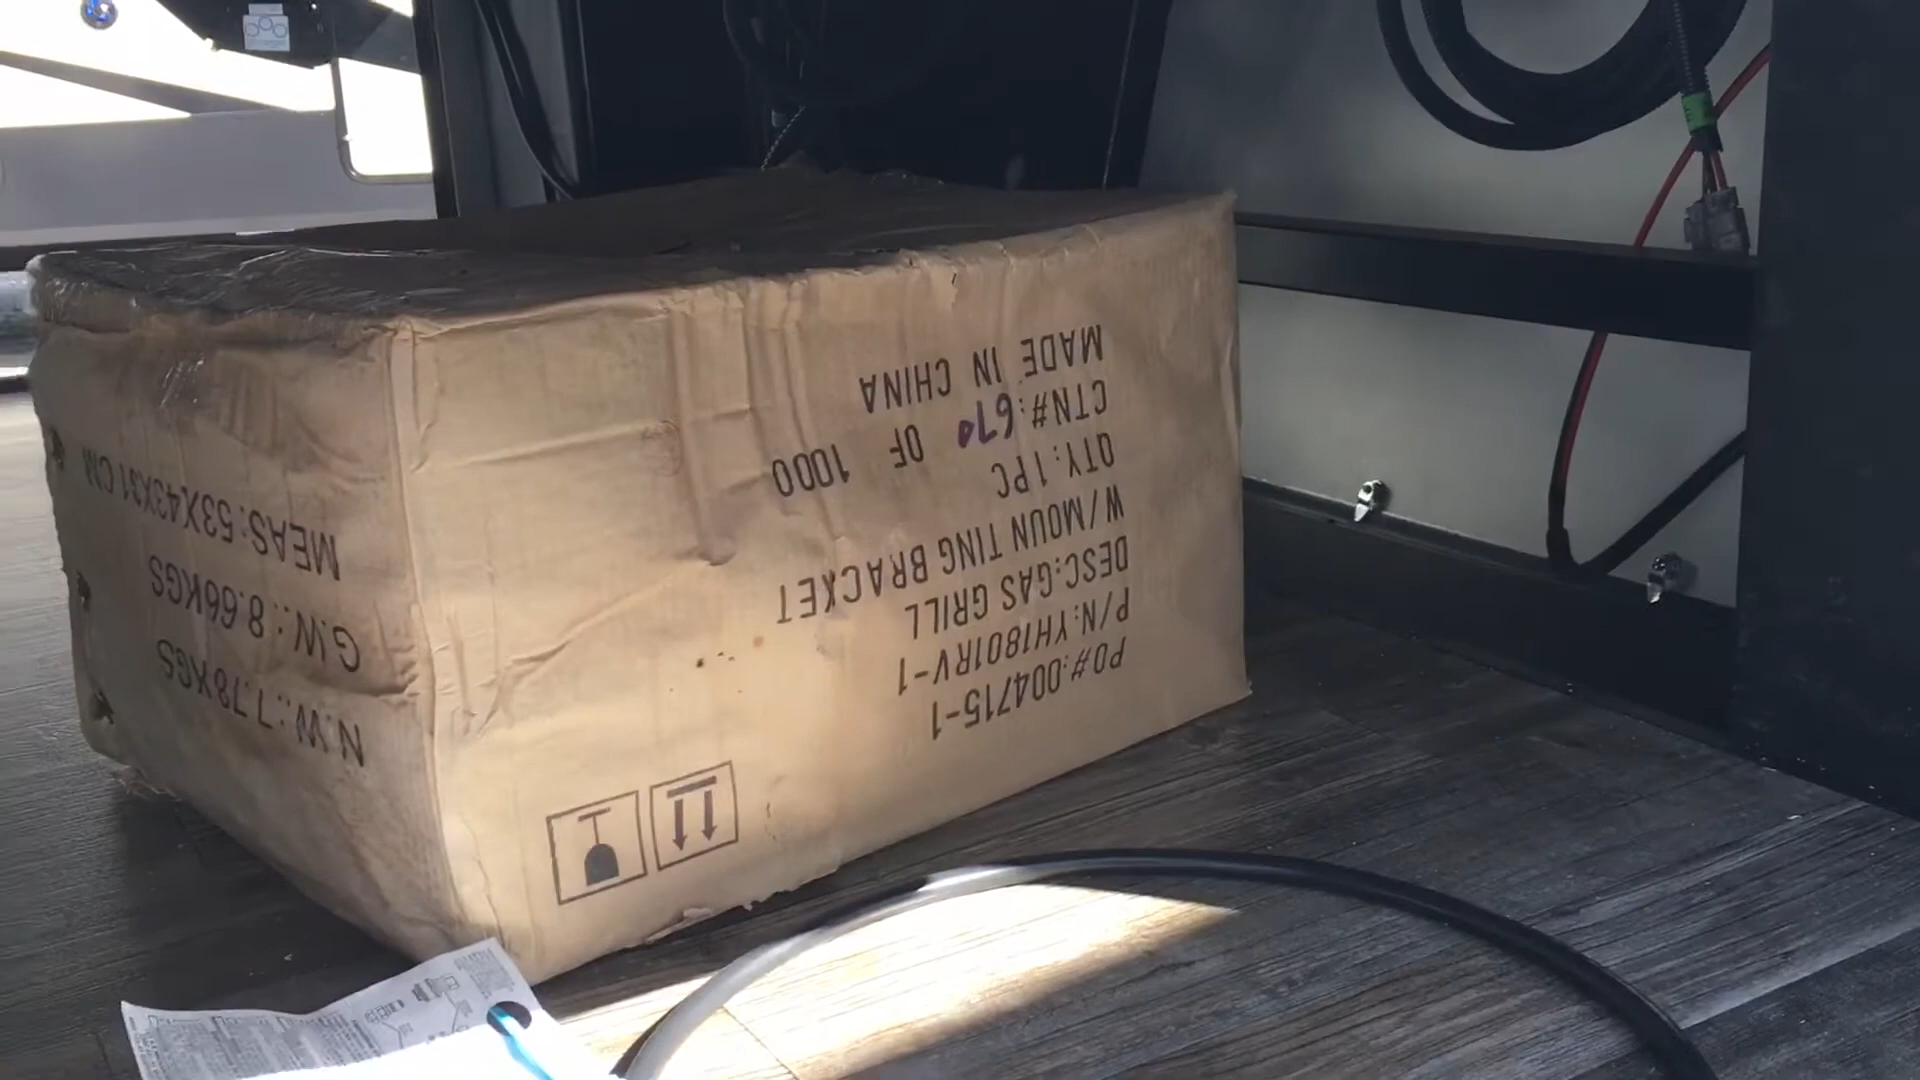 PO#:004715-1
P/N:YH1801RV-1
DESC:GAS GRILL
W/MOUNTING BRACKET
QTY:1PC
CTN#:670 OF 1000
MADE IN CHINA
N.W.:7.78KGS
G.W.:8.66KGS
MEAS:53X43X31CM